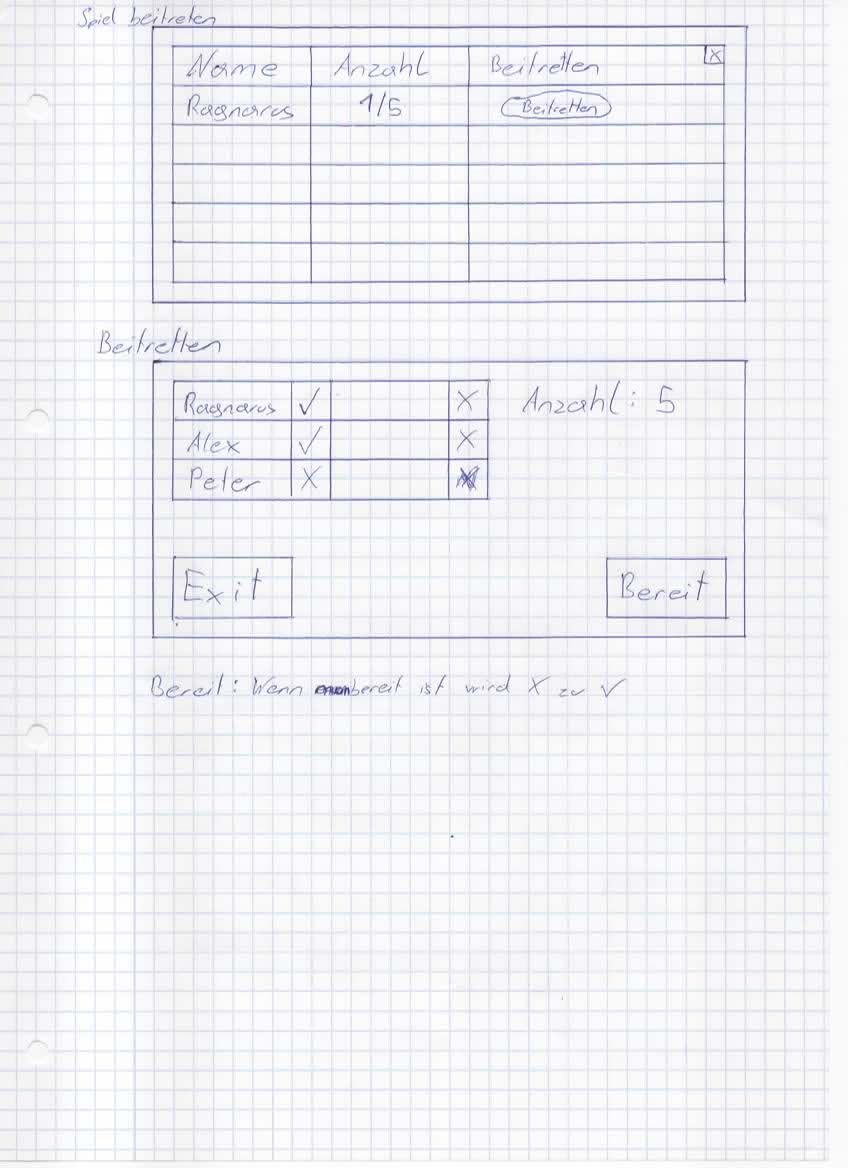 Spiel beitreten
Name Anzahl Beitretten X
Ragnarus 1/5 Beitretten
Beitretten
Ragnarus ✓ X Anzahl: 5
Alex ✓ X
Peter X X
Exit Bereit
Bereit: Wenn bereit ist wird X zu ✓